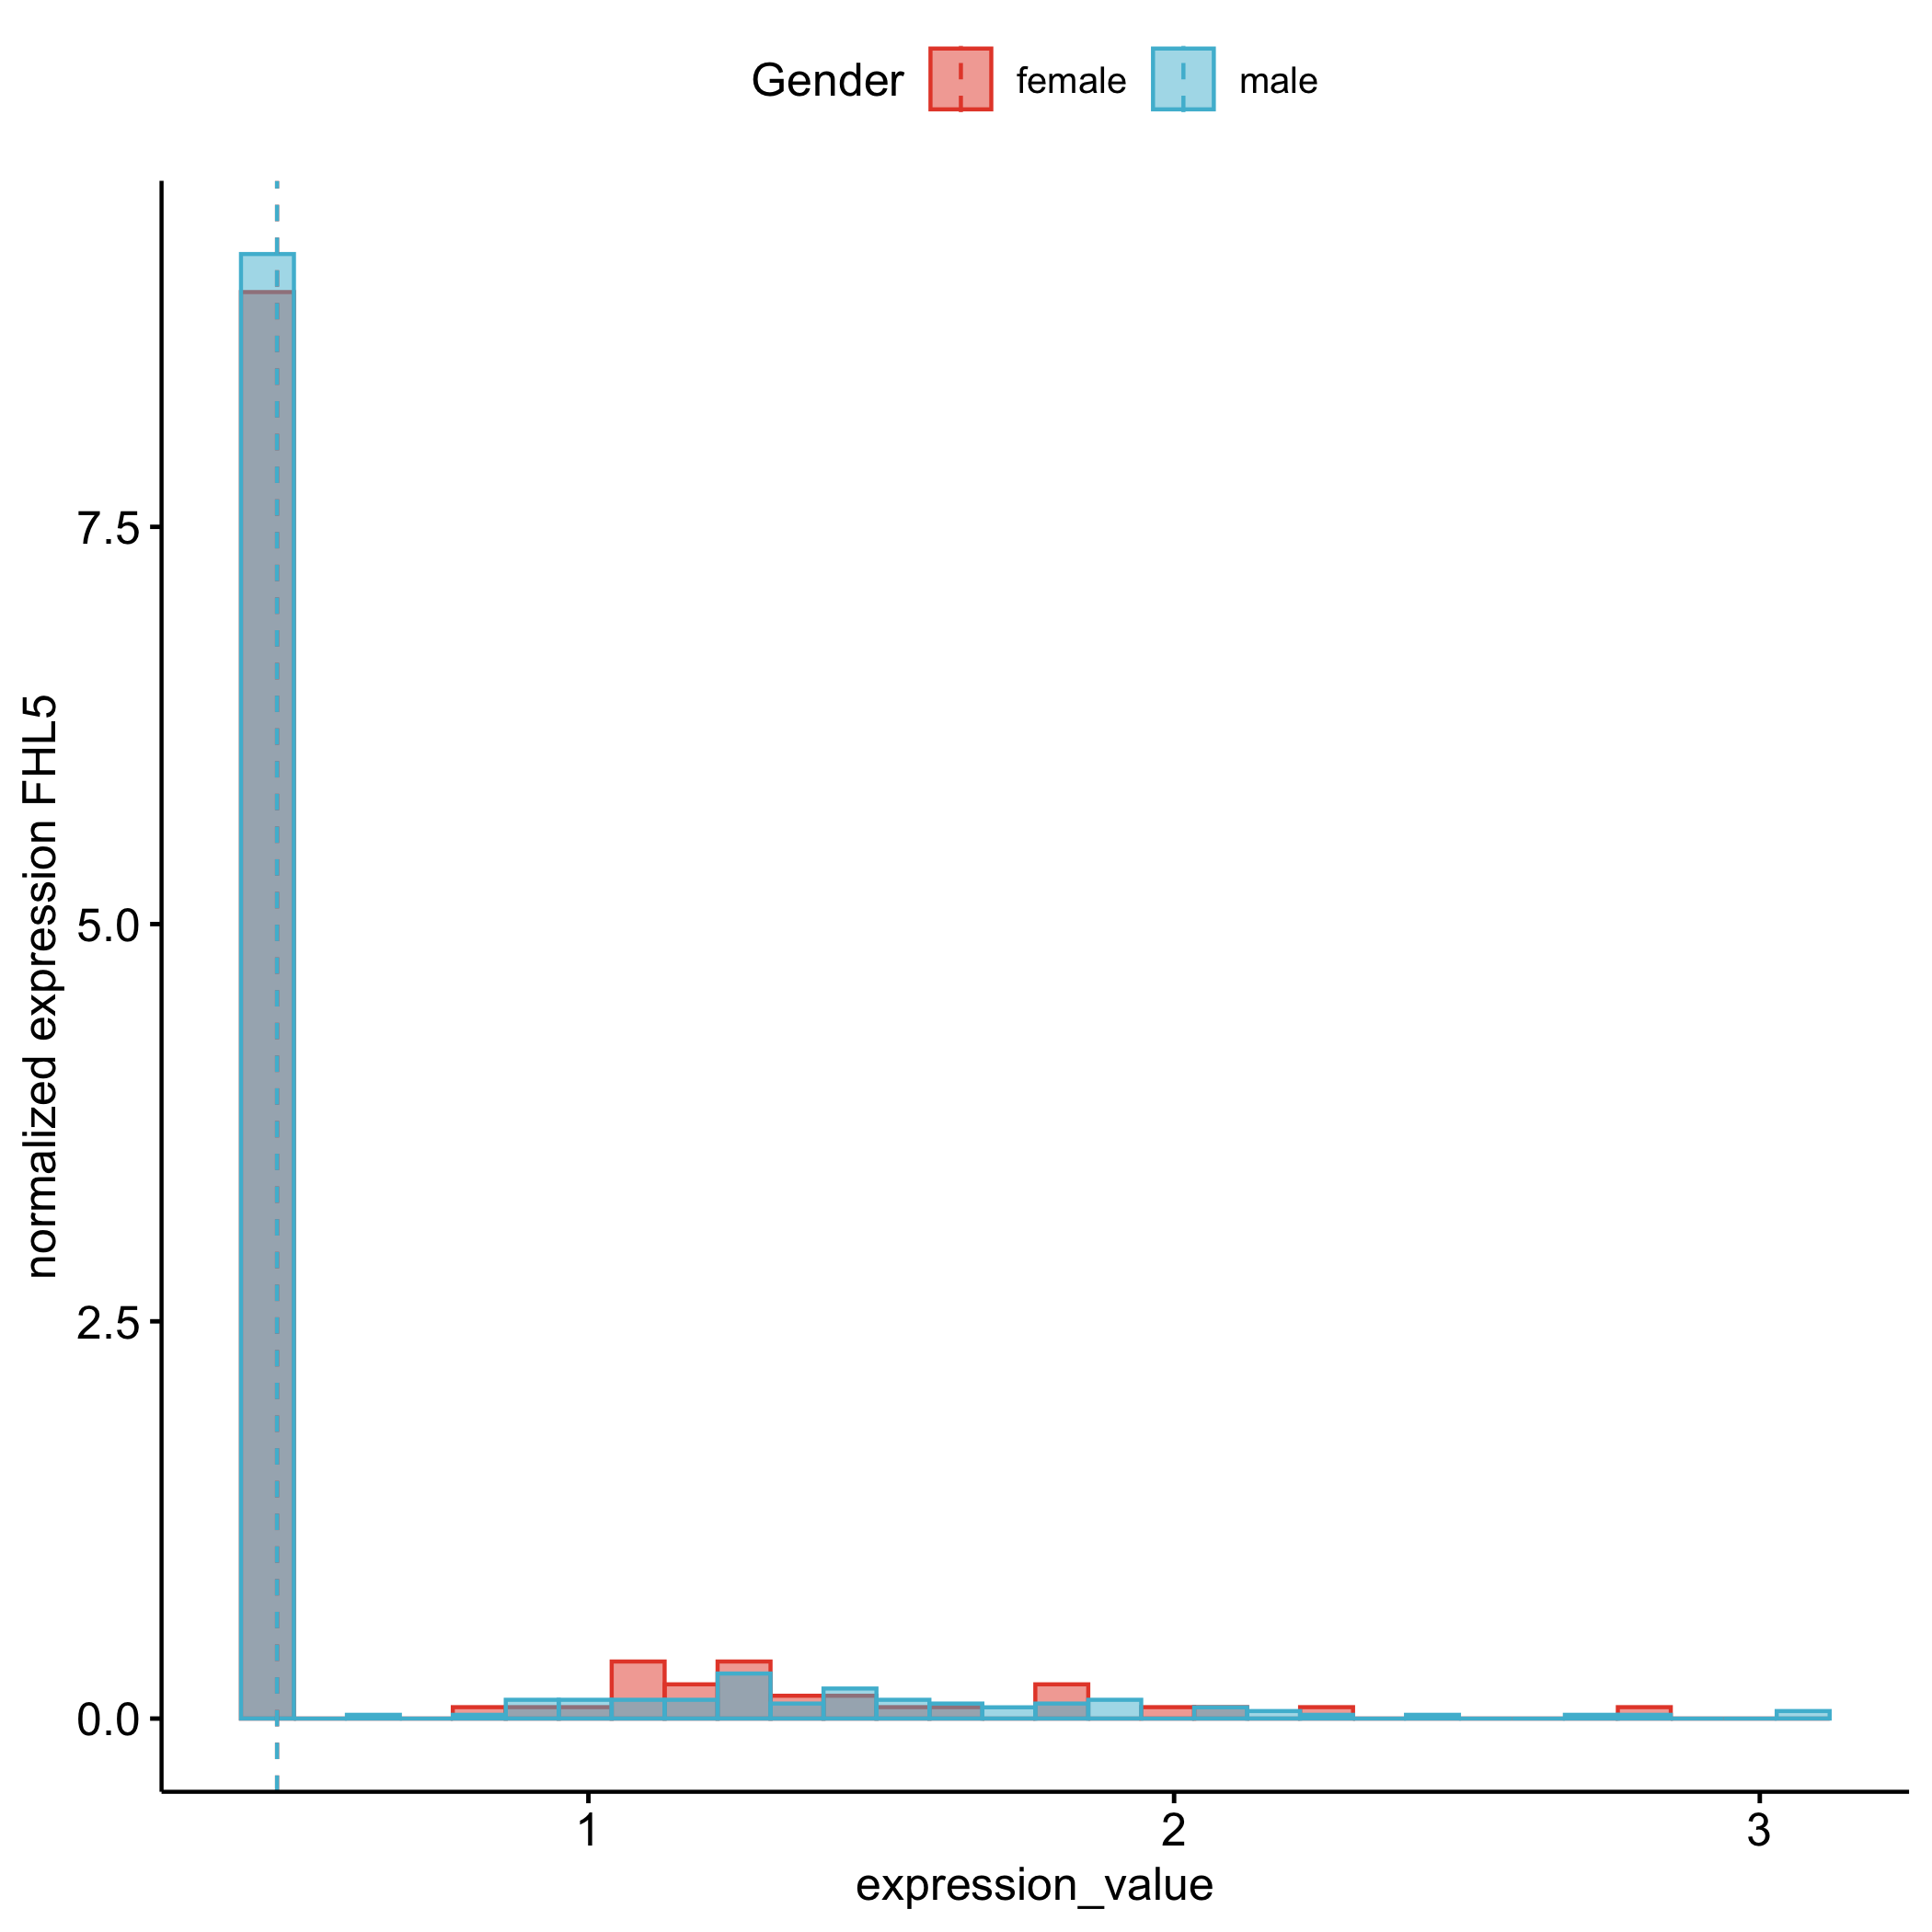 Gender female male
normalized expression FHL5
7.5
5.0
2.5
0.0
1 2 3
expression_value